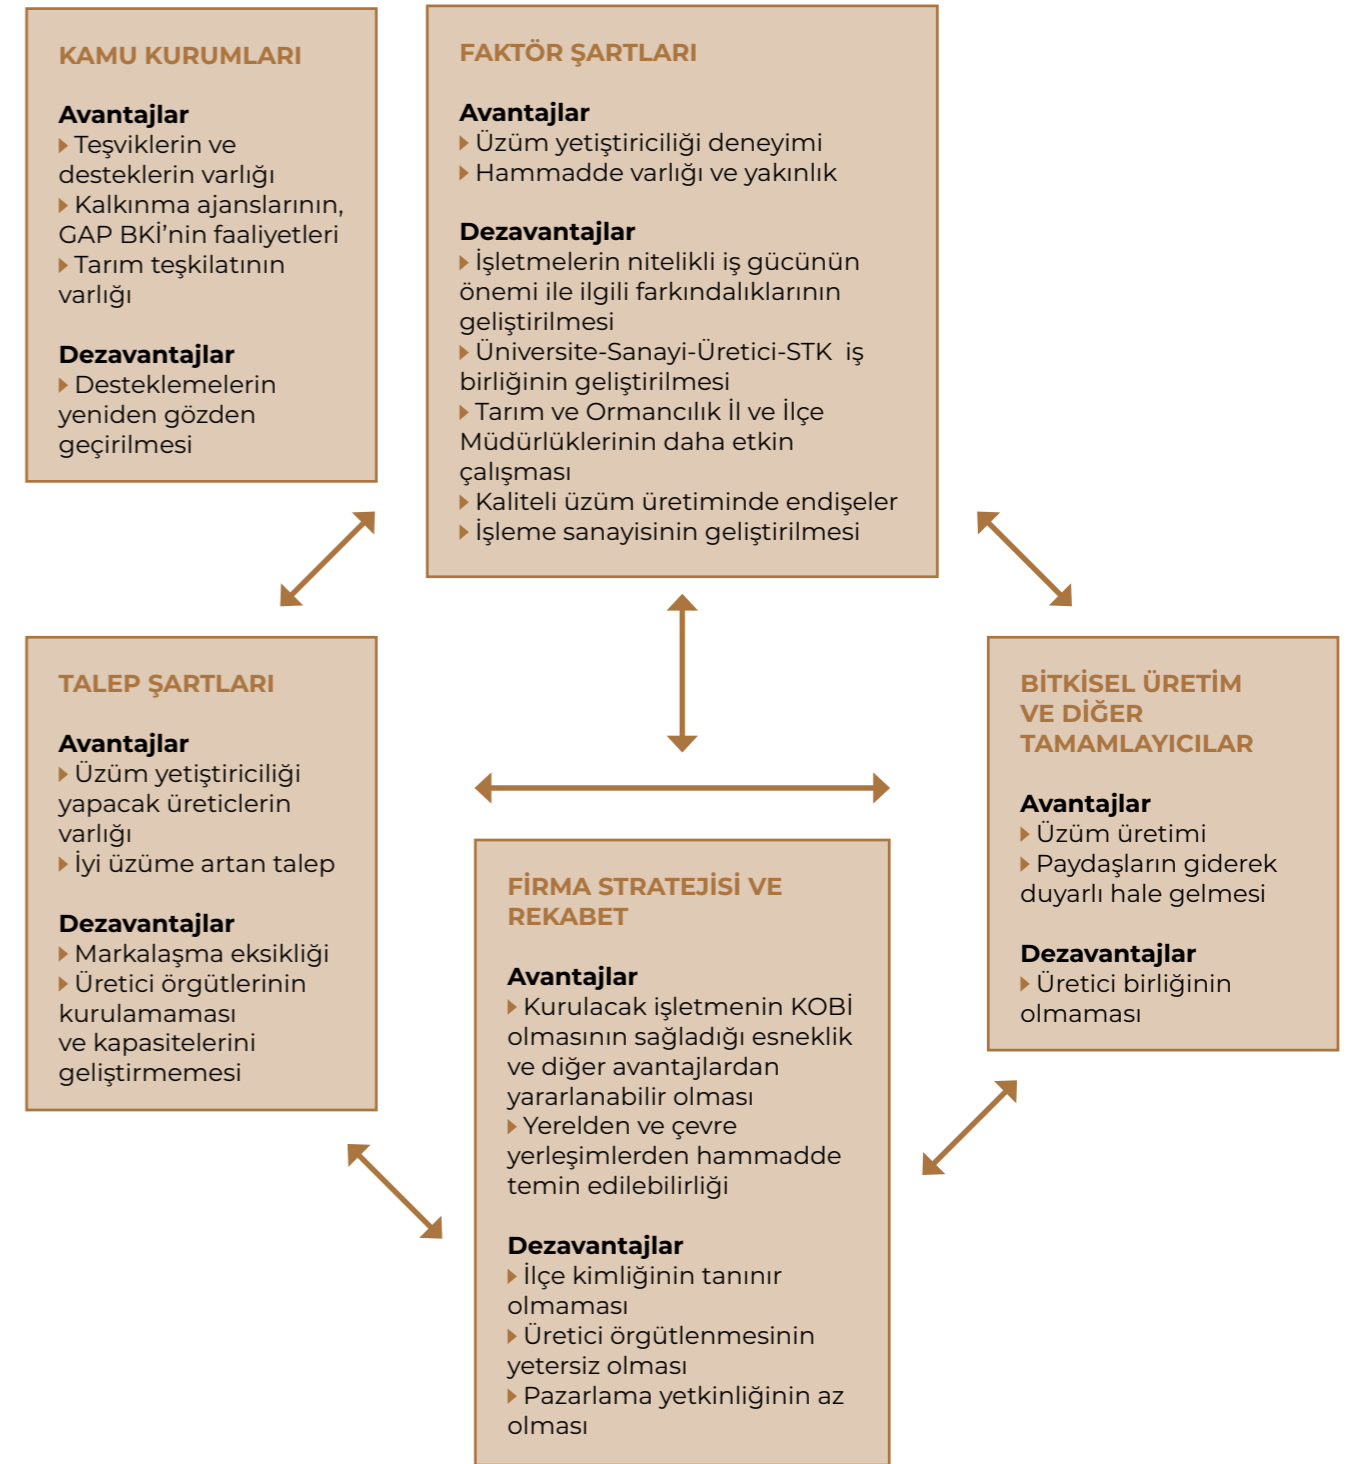 KAMU KURUMLARI
Avantajlar
Teşviklerin ve
desteklerin varlığı
Kalkınma ajanslarının,
GAP BKİ’nin faaliyetleri
Tarım teşkilatının
varlığı
Dezavantajlar
Desteklemelerin
yeniden gözden
geçirilmesi
FAKTÖR ŞARTLARI
Avantajlar
Üzüm yetiştiriciliği deneyimi
Hammadde varlığı ve yakınlık
Dezavantajlar
İşletmelerin nitelikli iş gücünün
önemi ile ilgili farkındalıklarının
geliştirilmesi
Üniversite-Sanayi-Üretici-STK iş
birliğinin geliştirilmesi
Tarım ve Ormancılık İl ve İlçe
Müdürlüklerinin daha etkin
çalışması
Kaliteli üzüm üretiminde endişeler
İşleme sanayisinin geliştirilmesi
TALEP ŞARTLARI
Avantajlar
Üzüm yetiştiriciliği
yapacak üreticlerin
varlığı
İyi üzüme artan talep
Dezavantajlar
Markalaşma eksikliği
Üretici örgütlerinin
kurulamaması
ve kapasitelerini
geliştirmemesi
FİRMA STRATEJİSİ VE
REKABET
Avantajlar
Kurulacak işletmenin KOBİ
olmasının sağladığı esneklik
ve diğer avantajlardan
yararlanabilir olması
Yerelden ve çevre
yerleşimlerden hammadde
temin edilebilirliği
Dezavantajlar
İlçe kimliğinin tanınır
olmaması
Üretici örgütlenmesinin
yetersiz olması
Pazarlama yetkinliğinin az
olması
BİTKİSEL ÜRETİM
VE DİĞER
TAMAMLAYICILAR
Avantajlar
Üzüm üretimi
Paydaşların giderek
duyarlı hale gelmesi
Dezavantajlar
Üretici birliğinin
olmaması